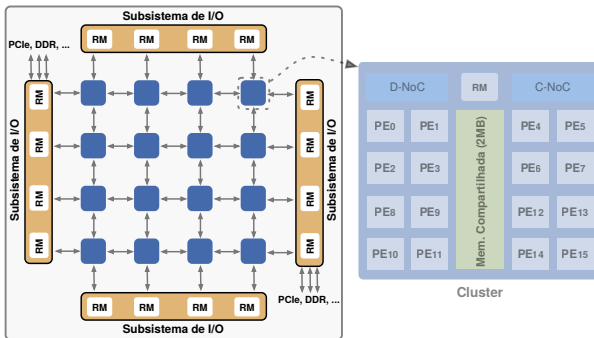 Subsistema de I/O
RM RM RM RM
PCIe, DDR, ...
Subsistema de I/O
RM
RM
RM
RM
RM
RM
RM
RM
Subsistema de I/O
PCIe, DDR, ...
RM RM RM RM
Subsistema de I/O
D-NoC RM C-NoC
PE0 PE1 PE4 PE5
PE2 PE3 PE6 PE7
Mem. Compartilhada (2MB)
PE8 PE9 PE12 PE13
PE10 PE11 PE14 PE15
Cluster